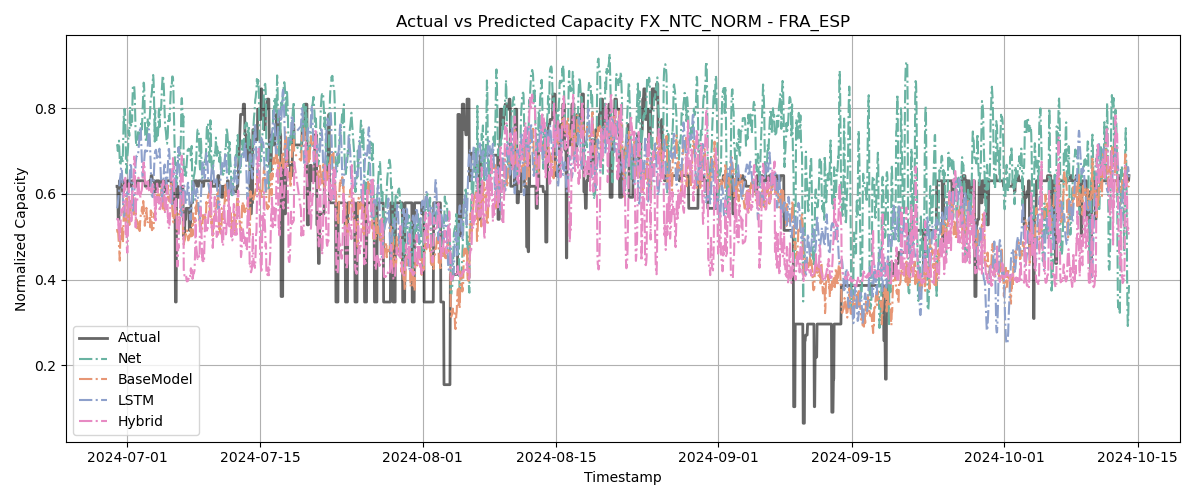 Actual vs Predicted Capacity FX_NTC_NORM - FRA_ESP
Normalized Capacity
0.8
0.6
0.4
0.2
Actual
Net
BaseModel
LSTM
Hybrid
2024-07-01
2024-07-15
2024-08-01
2024-08-15
2024-09-01
2024-09-15
2024-10-01
2024-10-15
Timestamp